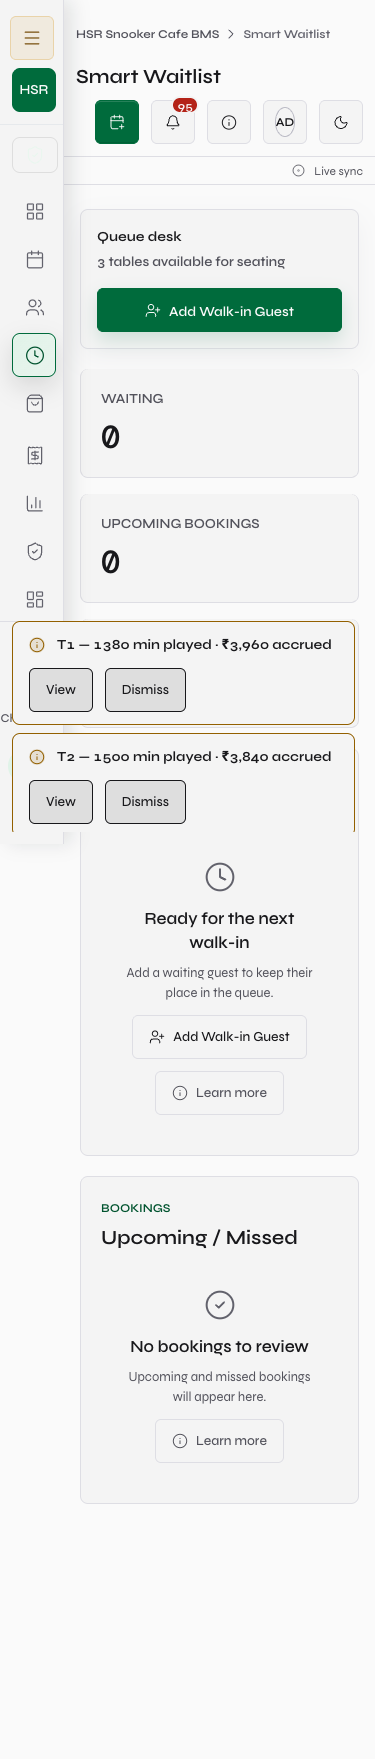 HSR Snooker Cafe BMS > Smart Waitlist
HSR
Smart Waitlist
95
AD
Live sync
Queue desk
3 tables available for seating
Add Walk-in Guest
WAITING
0
UPCOMING BOOKINGS
0
T1 — 1380 min played · ₹3,960 accrued
View Dismiss
T2 — 1500 min played · ₹3,840 accrued
View Dismiss
Ready for the next
walk-in
Add a waiting guest to keep their
place in the queue.
Add Walk-in Guest
Learn more
BOOKINGS
Upcoming / Missed
No bookings to review
Upcoming and missed bookings
will appear here.
Learn more